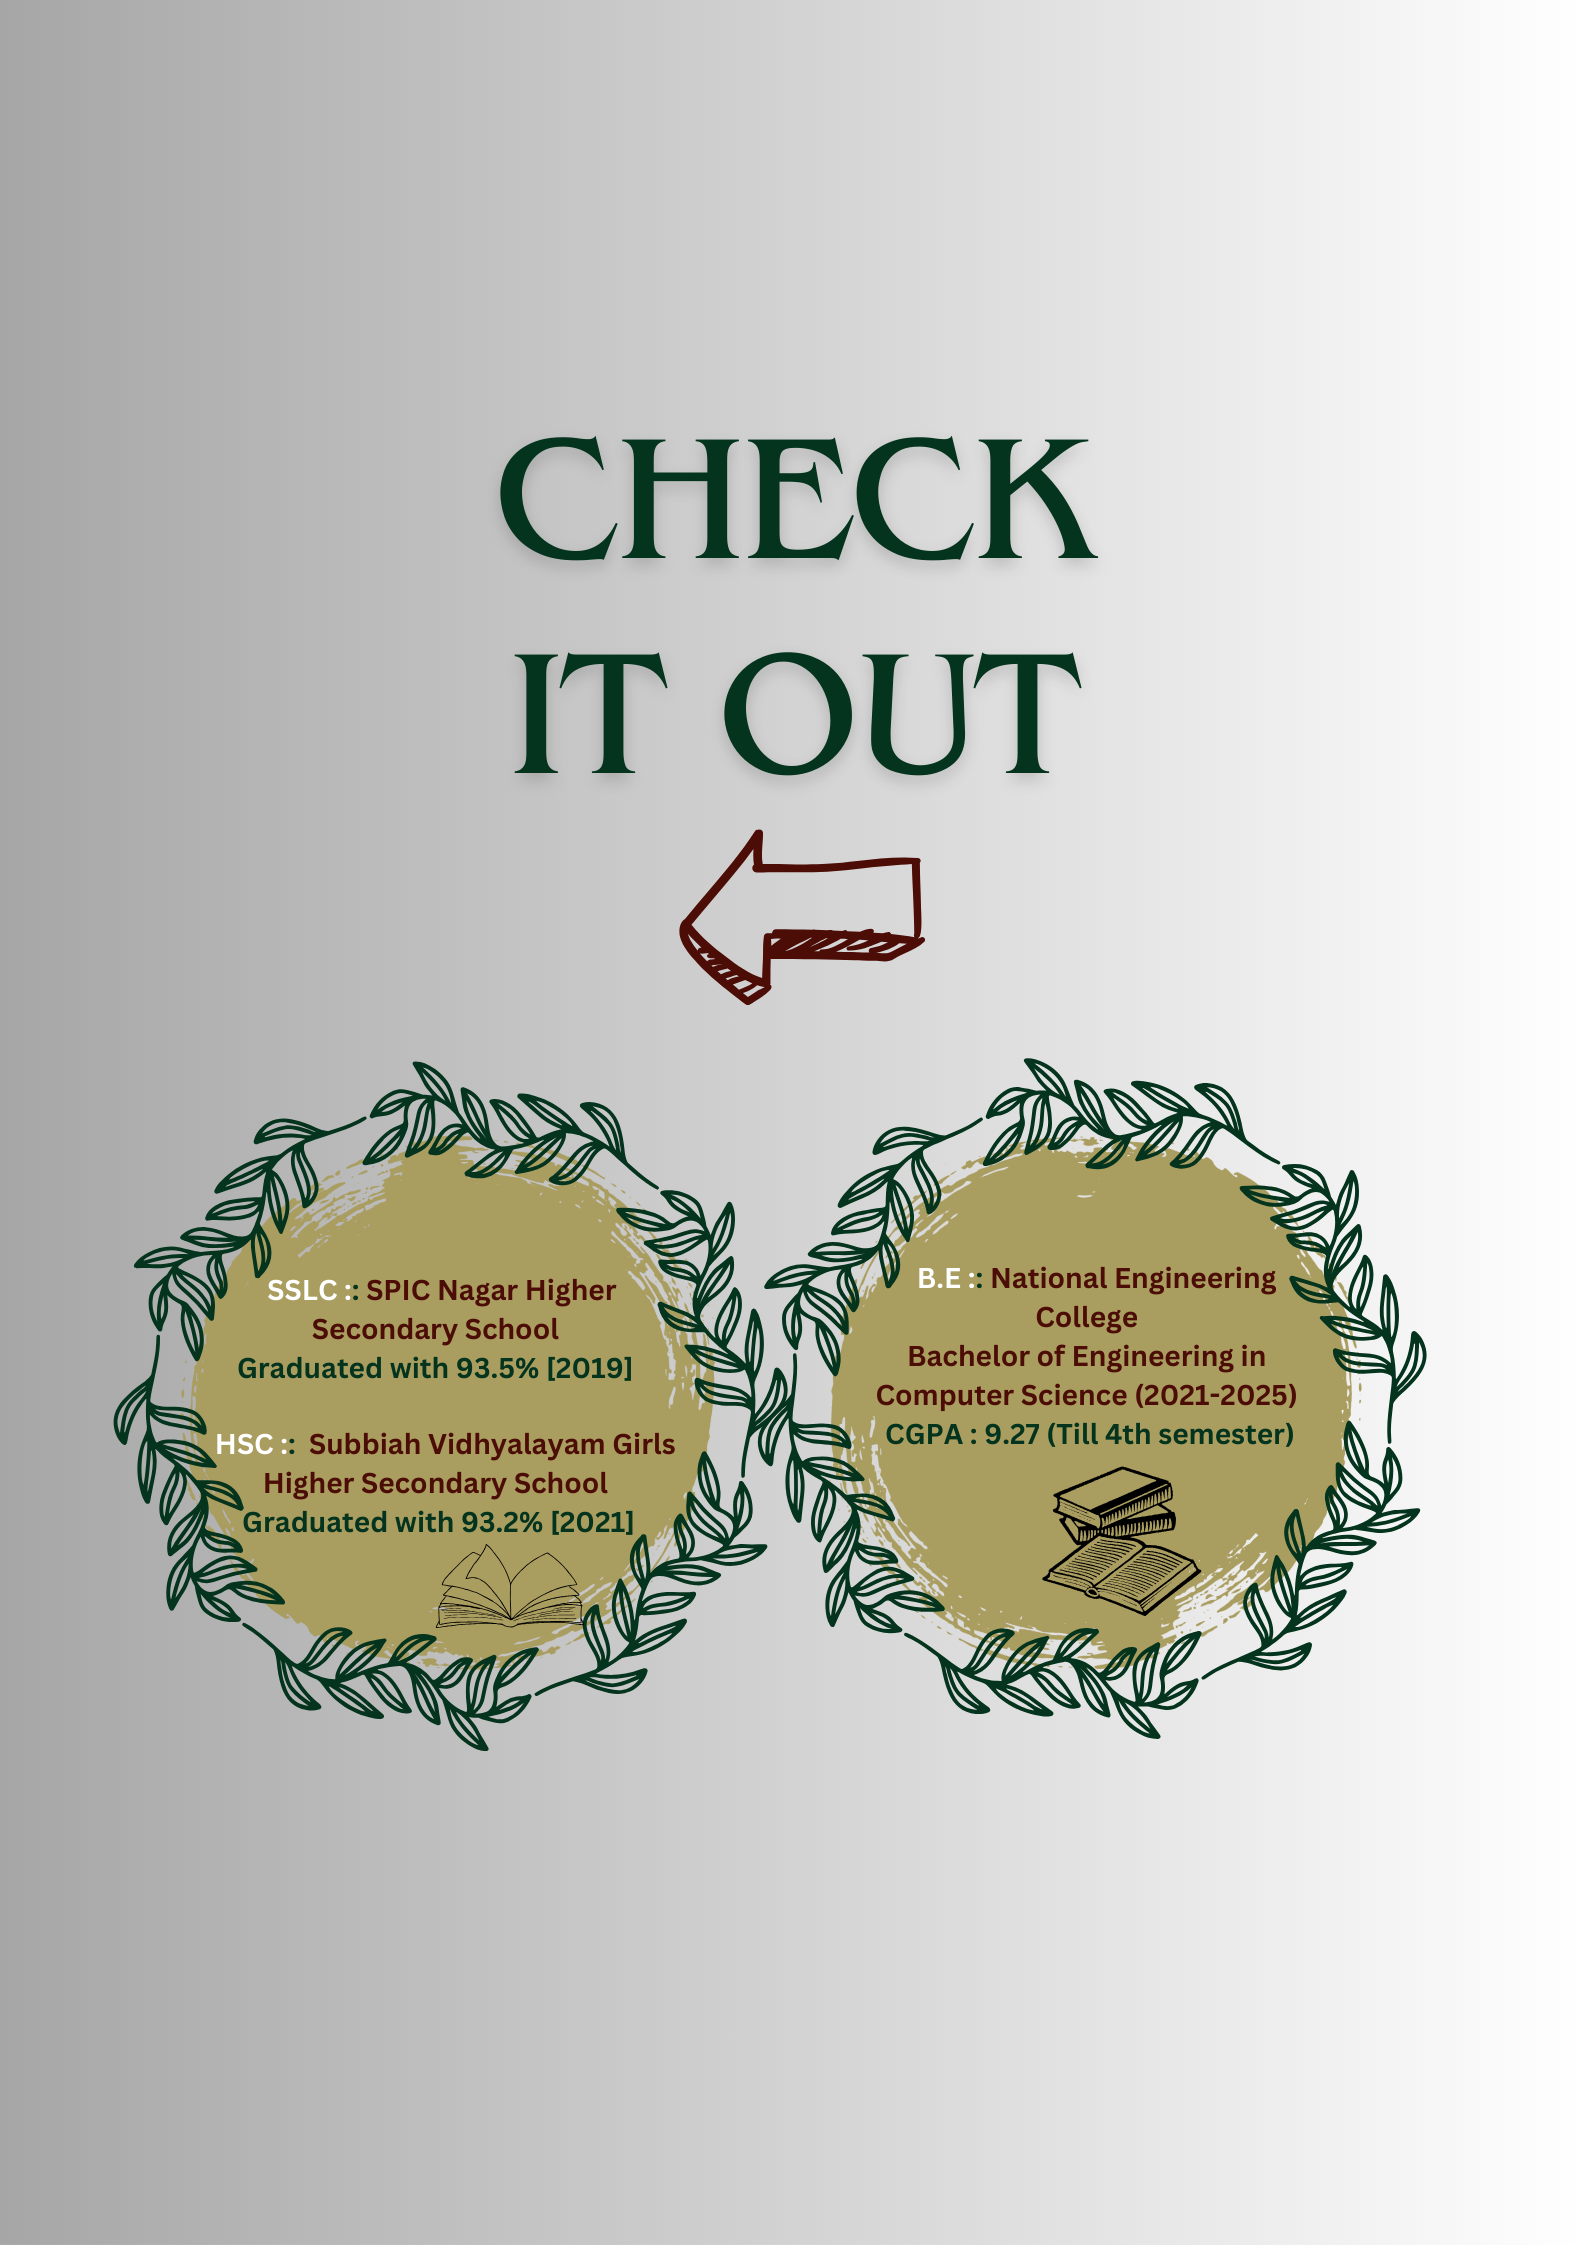 CHECK
IT OUT
SSLC :: SPIC Nagar Higher
Secondary School
Graduated with 93.5% [2019]
HSC ::  Subbiah Vidhyalayam Girls
Higher Secondary School
Graduated with 93.2% [2021]
B.E :: National Engineering
College
Bachelor of Engineering in
Computer Science (2021-2025)
CGPA : 9.27 (Till 4th semester)